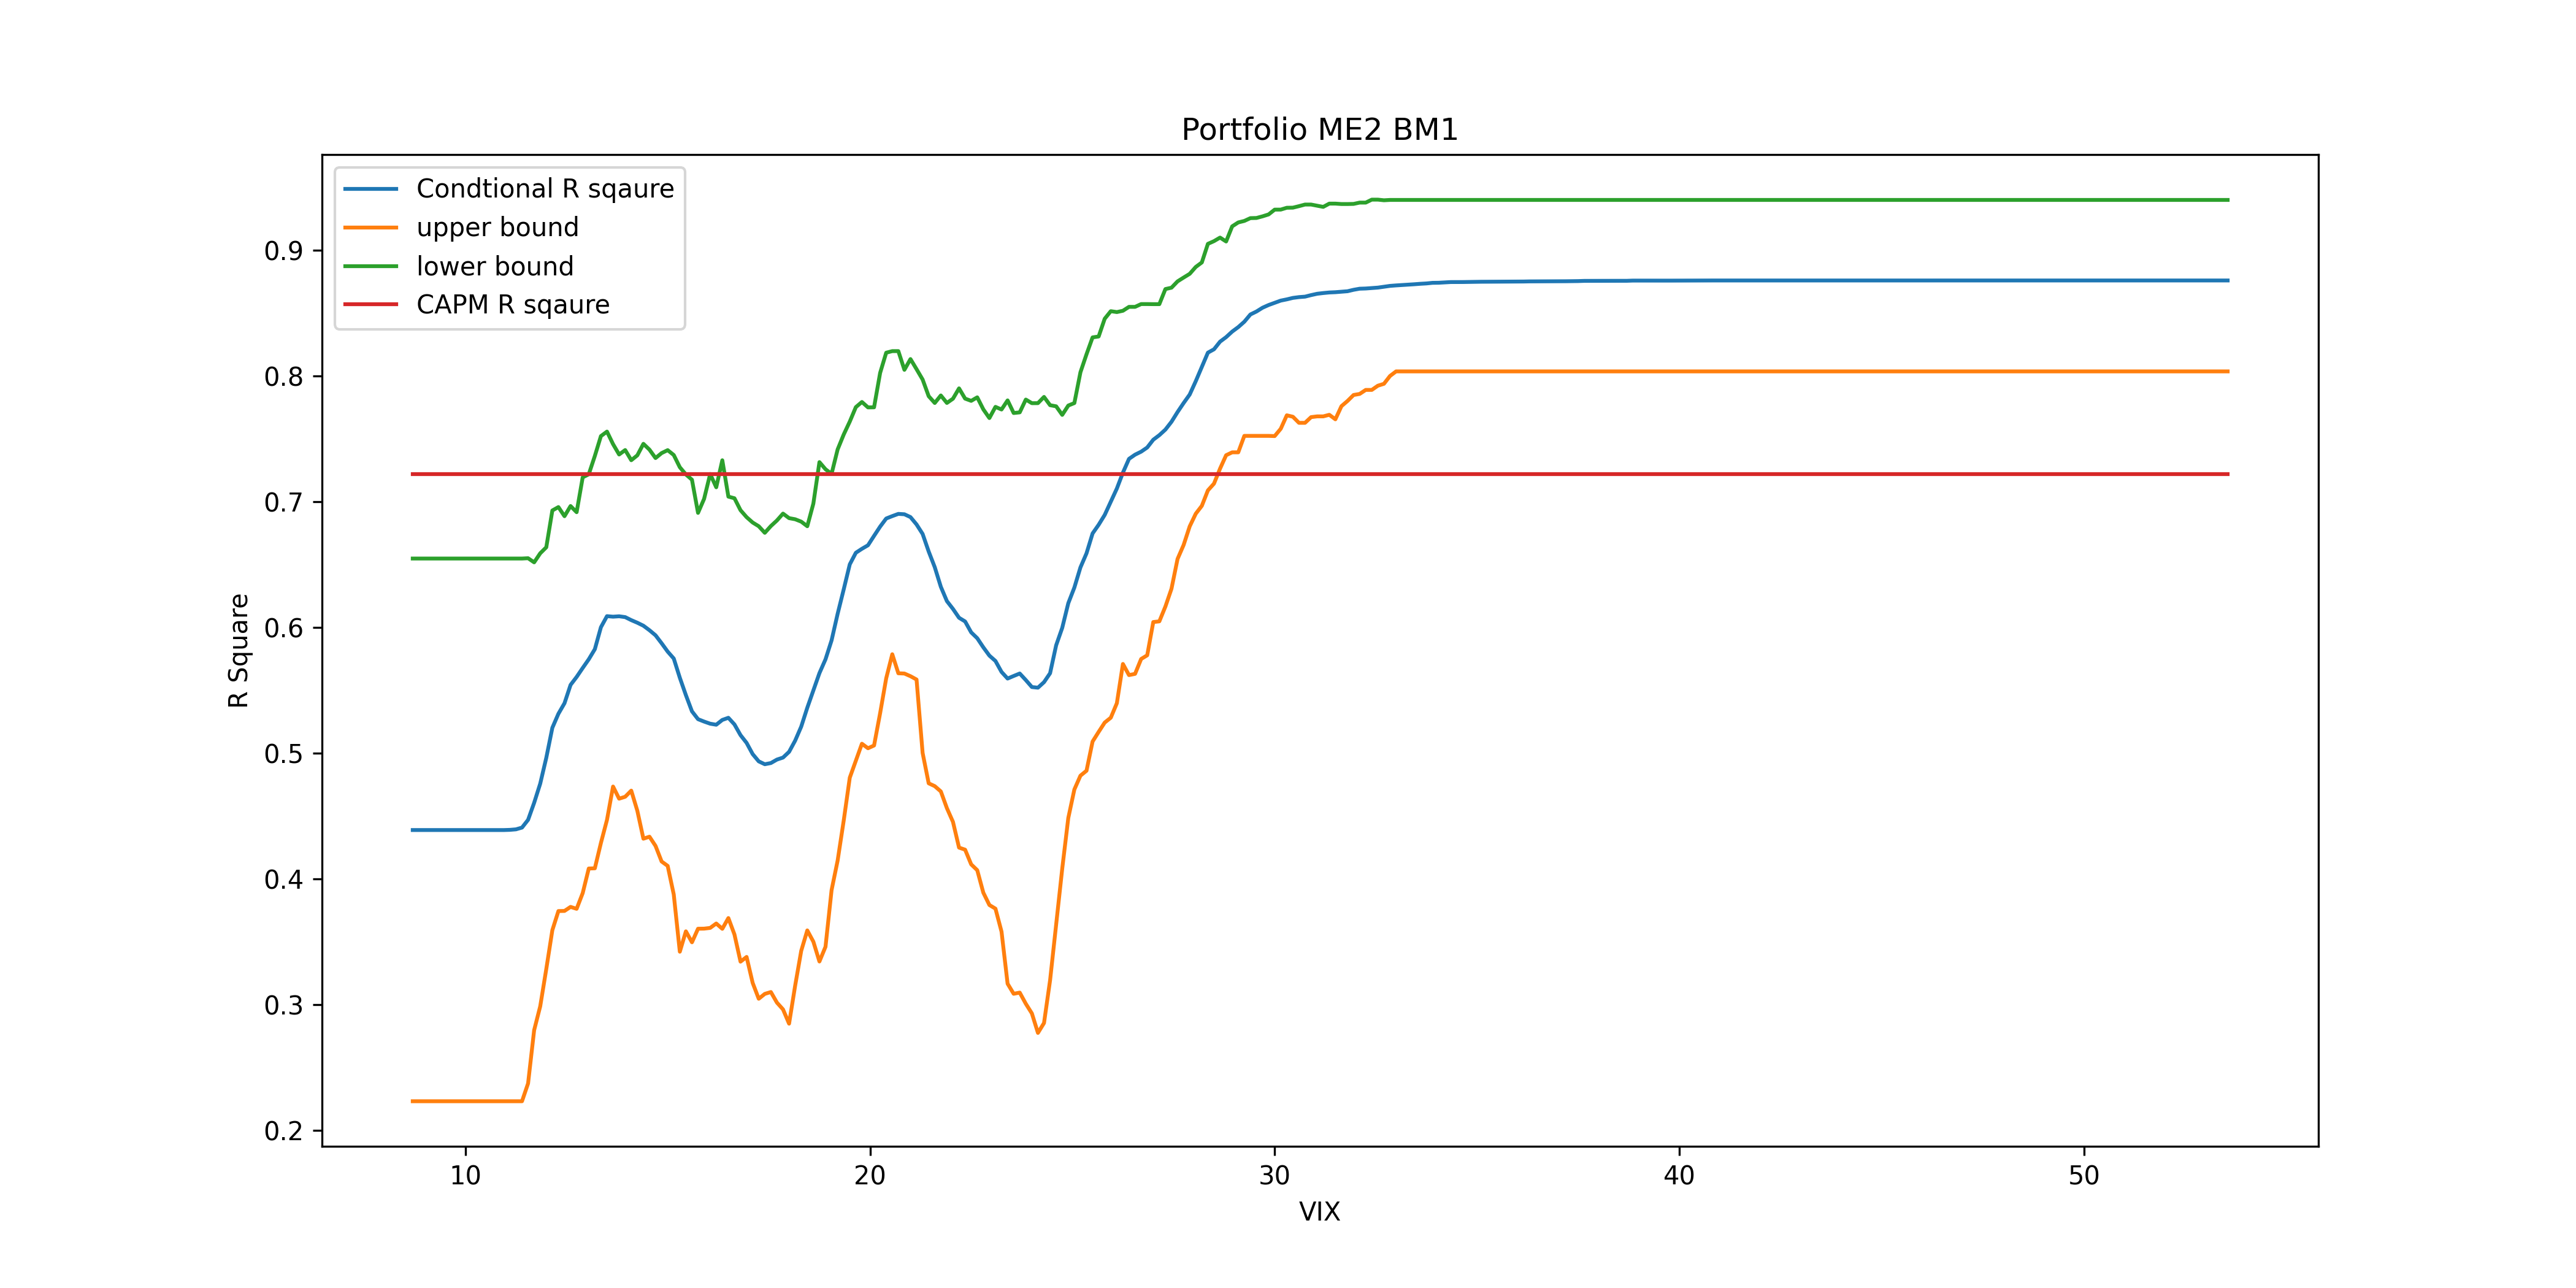 Portfolio ME2 BM1
Condtional R sqaure
upper bound
lower bound
CAPM R sqaure
0.9
0.8
0.7
0.6
0.5
0.4
0.3
0.2
R Square
10 20 30 40 50
VIX